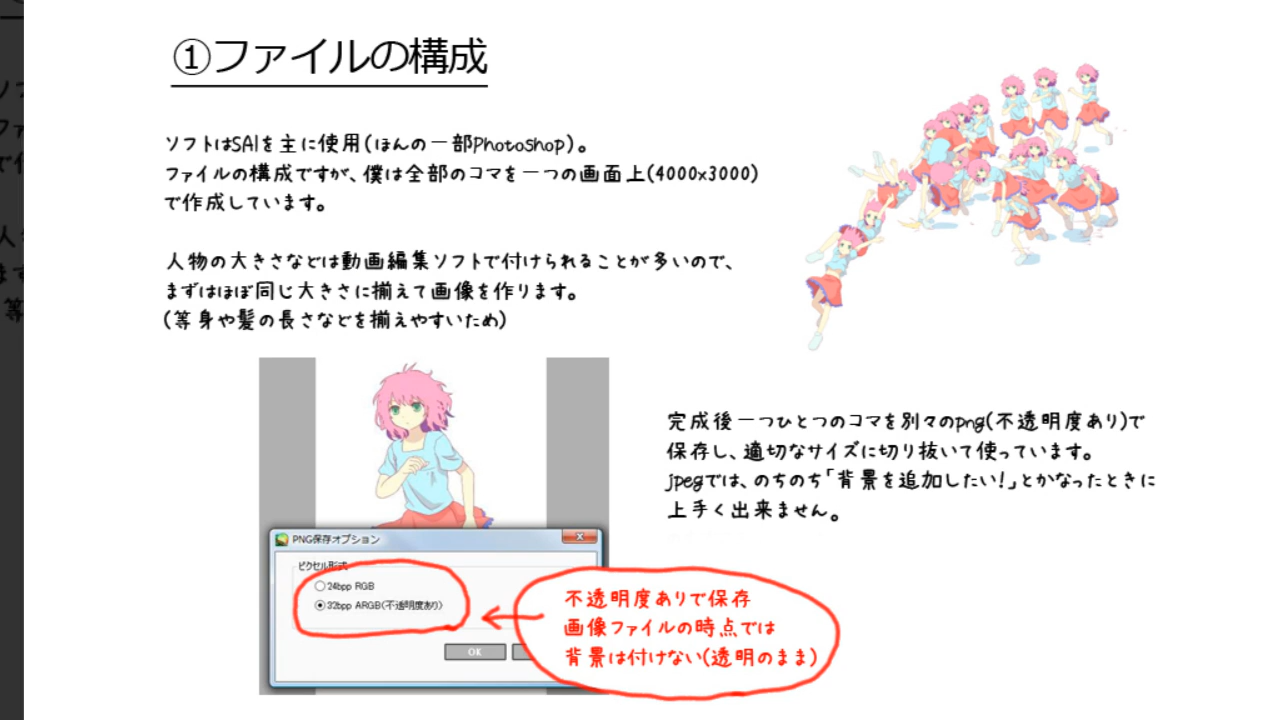 ①ファイルの構成
ソフトはSAIを主に使用(ほんの一部Photoshop)。
ファイルの構成ですが、僕は全部のコマを一つの画面上(4000x3000)
で作成しています。
人物の大きさなどは動画編集ソフトで付けられることが多いので、
まずはほぼ同じ大きさに揃えて画像を作ります。
(等身や髪の長さなどを揃えやすいため)
完成後一つひとつのコマを別々のpng(不透明度あり)で
保存し、適切なサイズに切り抜いて使っています。
jpegでは、のちのち「背景を追加したい!」とかなったときに
上手く出来ません。
PNG保存オプション
ピクセル形式
24bpp RGB
32bpp ARGB(不透明度あり)
OK
不透明度ありで保存
画像ファイルの時点では
背景は付けない(透明のまま)